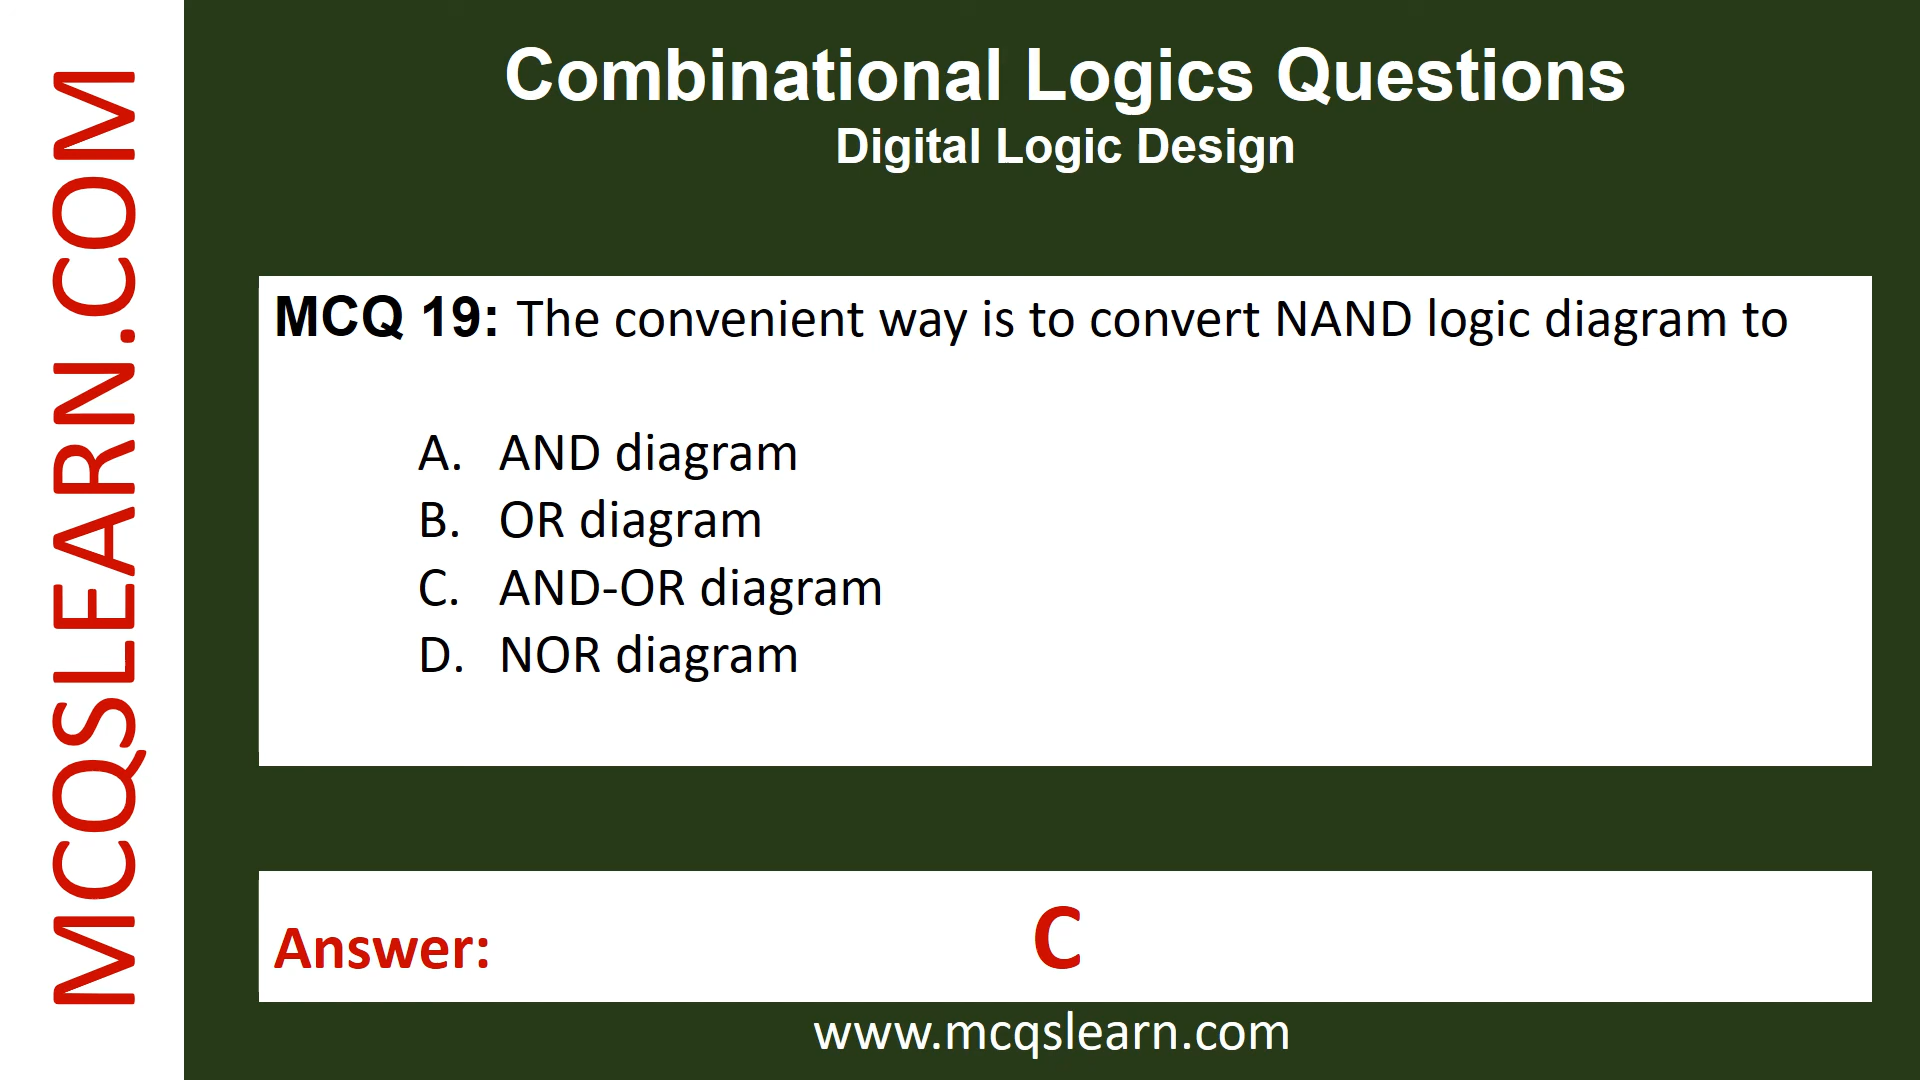 MCQSLEARN.COM
Combinational Logics Questions
Digital Logic Design
MCQ 19: The convenient way is to convert NAND logic diagram to
A. AND diagram
B. OR diagram
C. AND-OR diagram
D. NOR diagram
Answer: C
www.mcqslearn.com